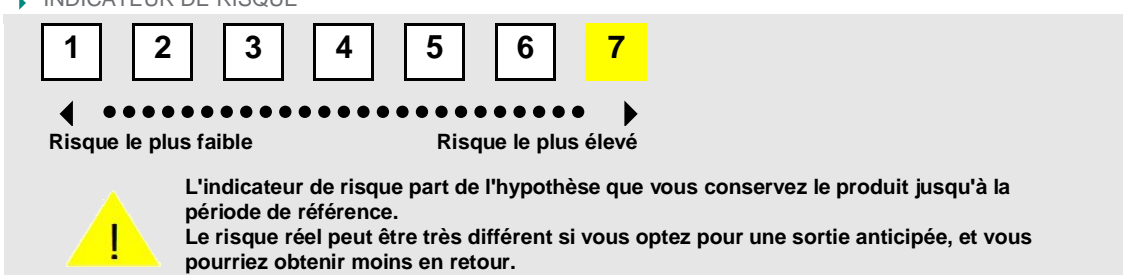 INDICATEUR DE RISQUE
1 2 3 4 5 6 7
Risque le plus faible Risque le plus élevé
L'indicateur de risque part de l'hypothèse que vous conservez le produit jusqu'à la
période de référence.
!
Le risque réel peut être très différent si vous optez pour une sortie anticipée, et vous
pourriez obtenir moins en retour.